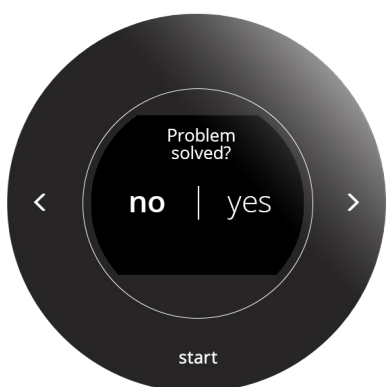 Problem
solved?
no | yes
< >
start